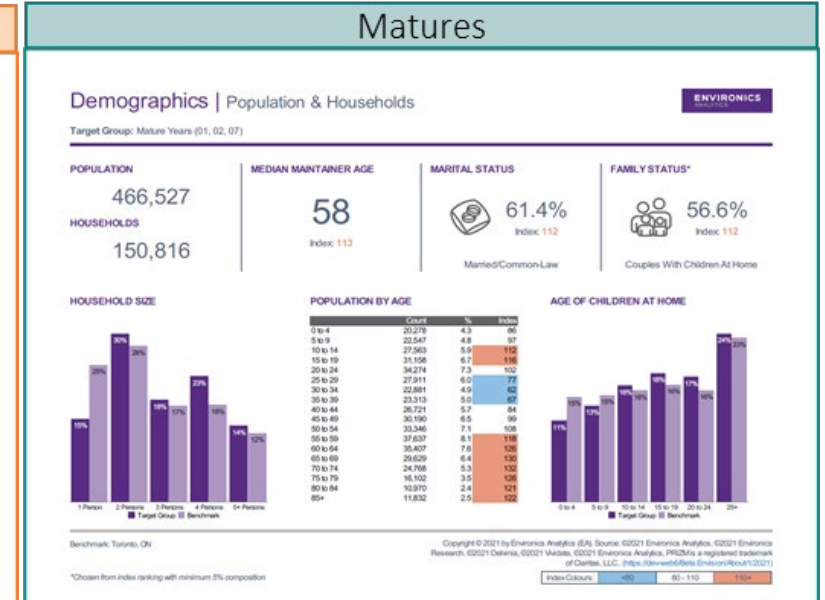 Matures
Demographics | Population & Households
ENVIRONICS
ANALYTICS
Target Group: Mature Years (01, 02, 07)
POPULATION
466,527
HOUSEHOLDS
150,816
MEDIAN MAINTAINER AGE
58
Index: 113
MARITAL STATUS
61.4%
Index: 112
Married/Common-Law
FAMILY STATUS*
56.6%
Index: 112
Couples With Children At Home
HOUSEHOLD SIZE
15%
25%
30%
28%
18%
17%
23%
18%
14%
12%
1 Person 2 Persons 3 Persons 4 Persons 5+ Persons
Target Group Benchmark
POPULATION BY AGE
Count % Index
0 to 4 20,278 4.3 86
5 to 9 22,547 4.8 97
10 to 14 27,563 5.9 112
15 to 19 31,158 6.7 116
20 to 24 34,274 7.3 102
25 to 29 27,911 6.0 77
30 to 34 22,881 4.9 62
35 to 39 23,313 5.0 67
40 to 44 26,721 5.7 84
45 to 49 30,190 6.5 99
50 to 54 33,346 7.1 108
55 to 59 37,637 8.1 118
60 to 64 35,407 7.6 126
65 to 69 29,629 6.4 130
70 to 74 24,768 5.3 132
75 to 79 16,102 3.5 126
80 to 84 10,970 2.4 121
85+ 11,832 2.5 122
AGE OF CHILDREN AT HOME
11%
15%
13%
15%
16%
16%
18%
16%
17%
16%
24%
23%
0 to 4 5 to 9 10 to 14 15 to 19 20 to 24 25+
Target Group Benchmark
Benchmark: Toronto, ON
Copyright © 2021 by Environics Analytics (EA). Source: ©2021 Environics Analytics, ©2021 Environics
Research, ©2021 Delvinia, ©2021 Vividata, ©2021 Environics Analytics, PRIZM is a registered trademark
of Claritas, LLC. (https://dev-web6/Beta.Envision/About/1/2021)
*Chosen from index ranking with minimum 5% composition
Index Colours: <80 80 - 110 110+